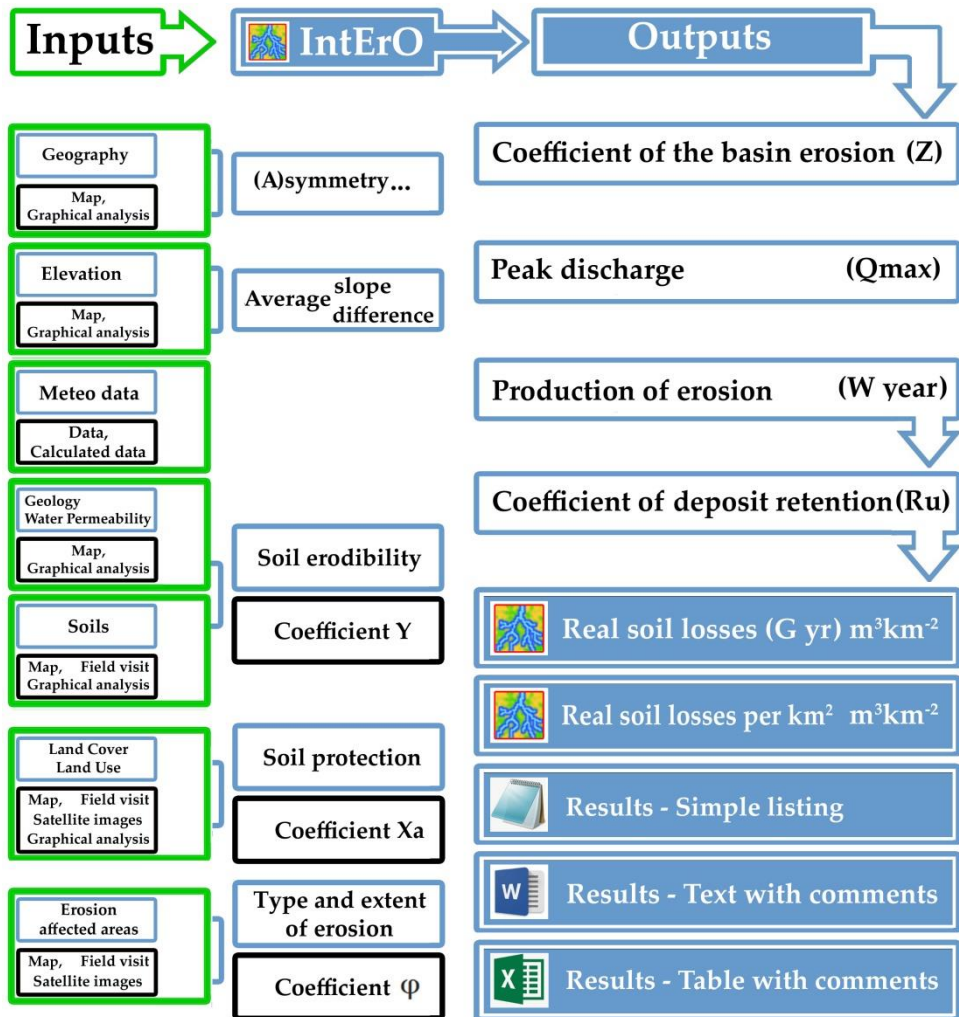 Inputs
IntErO
Outputs
Geography
Map,
Graphical analysis
(A)symmetry...
Elevation
Map,
Graphical analysis
Average slope
difference
Meteo data
Data,
Calculated data
Geology
Water Permeability
Map,
Graphical analysis
Soils
Map, Field visit
Graphical analysis
Soil erodibility
Coefficient Y
Land Cover
Land Use
Map, Field visit
Satellite images
Graphical analysis
Soil protection
Coefficient Xa
Erosion
affected areas
Map, Field visit
Satellite images
Type and extent
of erosion
Coefficient φ
Coefficient of the basin erosion (Z)
Peak discharge (Qmax)
Production of erosion (W year)
Coefficient of deposit retention(Ru)
Real soil losses (G yr) m³km⁻²
Real soil losses per km² m³km⁻²
Results - Simple listing
W
Results - Text with comments
X
Results - Table with comments